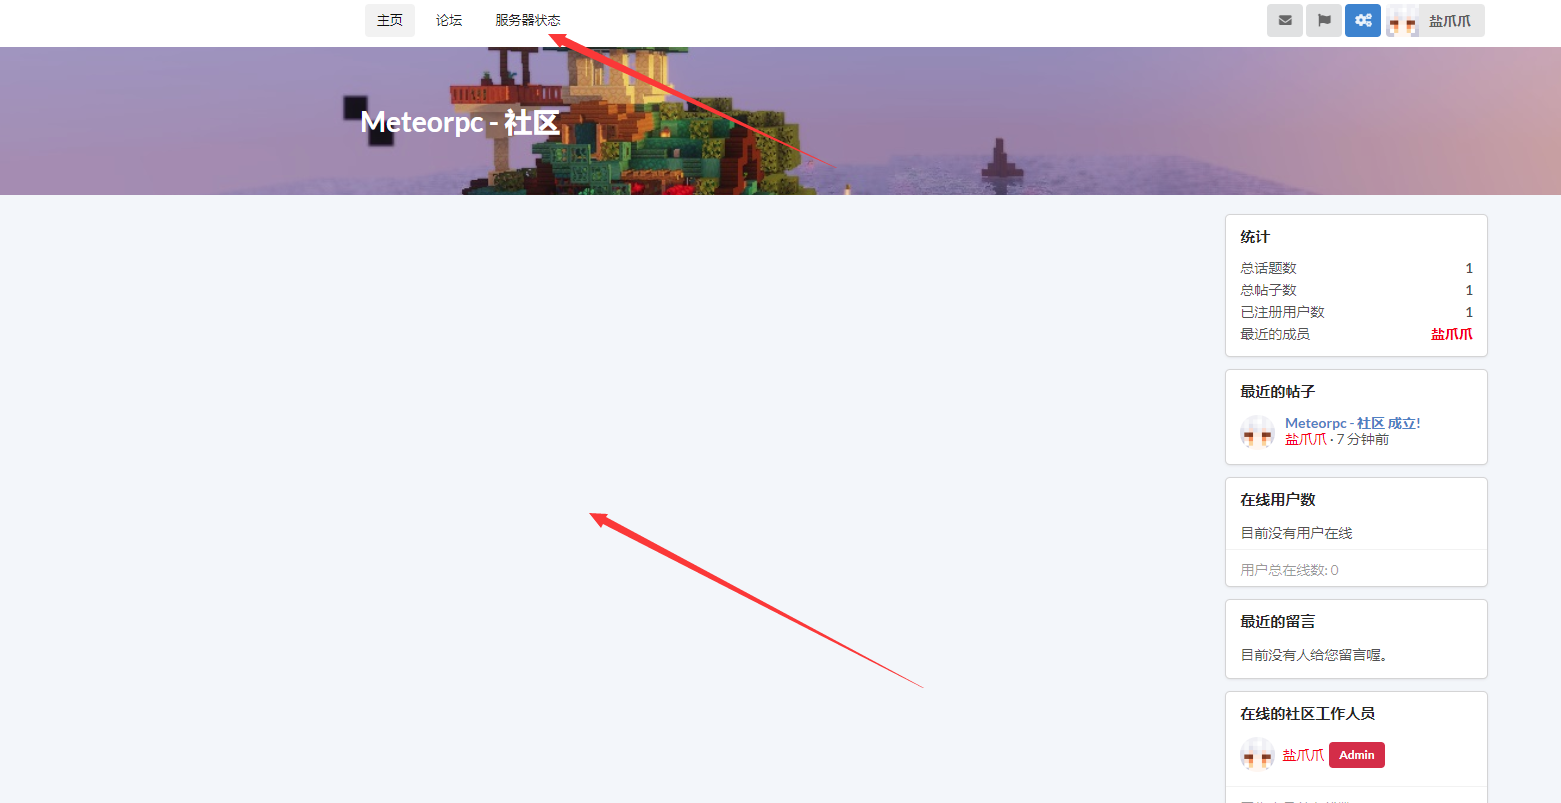 主页 论坛 服务器状态 盐爪爪
Meteorpc - 社区
统计
总话题数 1
总帖子数 1
已注册用户数 1
最近的成员 盐爪爪
最近的帖子
Meteorpc - 社区 成立!
盐爪爪 · 7 分钟前
在线用户数
目前没有用户在线
用户总在线数: 0
最近的留言
目前没有人给您留言喔。
在线的社区工作人员
盐爪爪 Admin